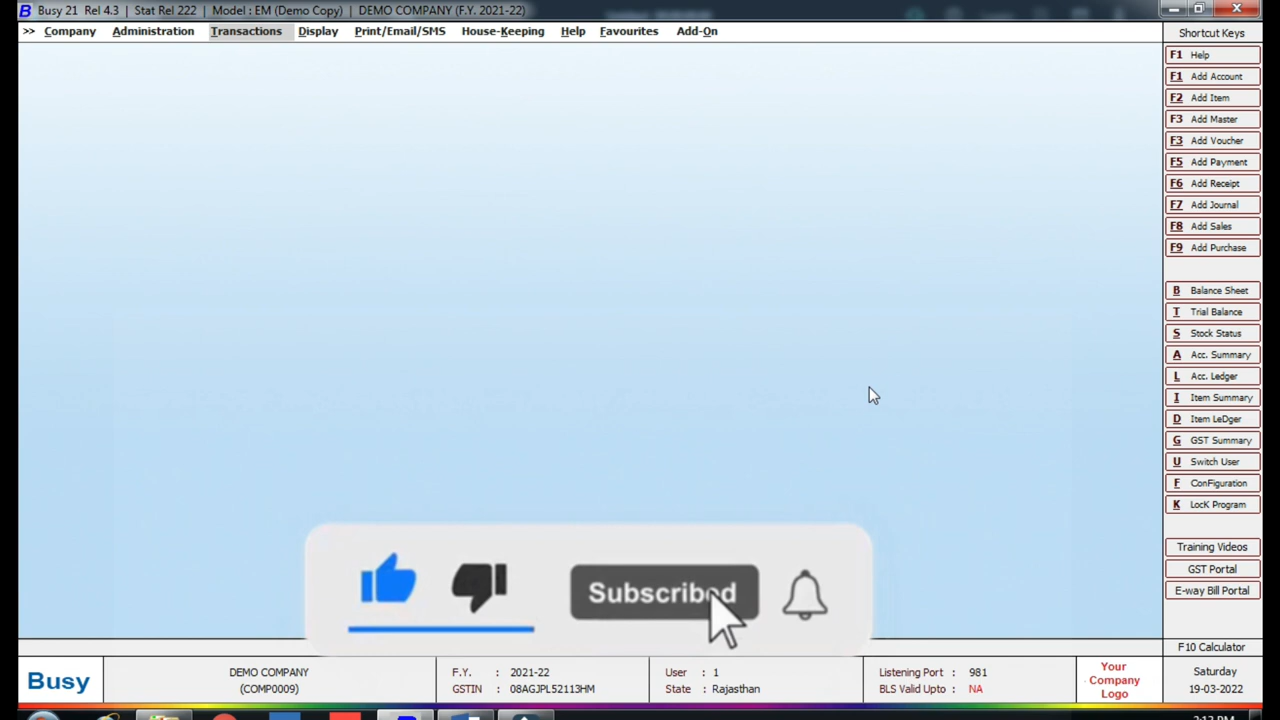 Busy 21 Rel 4.3 | Stat Rel 222 | Model : EM (Demo Copy) | DEMO COMPANY (F.Y. 2021-22)
>> Company Administration Transactions Display Print/Email/SMS House-Keeping Help Favourites Add-On
Shortcut Keys
F1 Help
F1 Add Account
F2 Add Item
F3 Add Master
F3 Add Voucher
F5 Add Payment
F6 Add Receipt
F7 Add Journal
F8 Add Sales
F9 Add Purchase
B Balance Sheet
T Trial Balance
S Stock Status
A Acc. Summary
L Acc. Ledger
I Item Summary
D Item LeDger
G GST Summary
U Switch User
F ConFiguration
K LocK Program
Training Videos
GST Portal
E-way Bill Portal
Subscribed
F10 Calculator
Busy
DEMO COMPANY
(COMP0009)
F.Y. : 2021-22
GSTIN : 08AGJPL52113HM
User : 1
State : Rajasthan
Listening Port : 981
BLS Valid Upto : NA
Your
Company
Logo
Saturday
19-03-2022